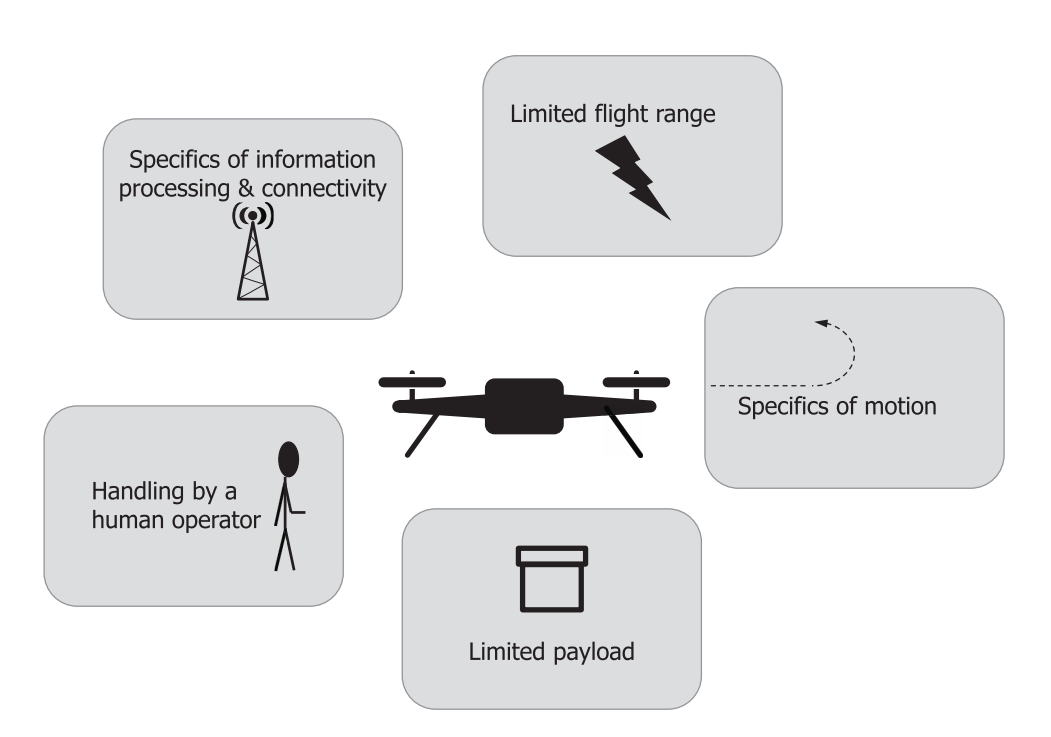 Limited flight range
Specifics of information
processing & connectivity
Specifics of motion
Handling by a
human operator
Limited payload